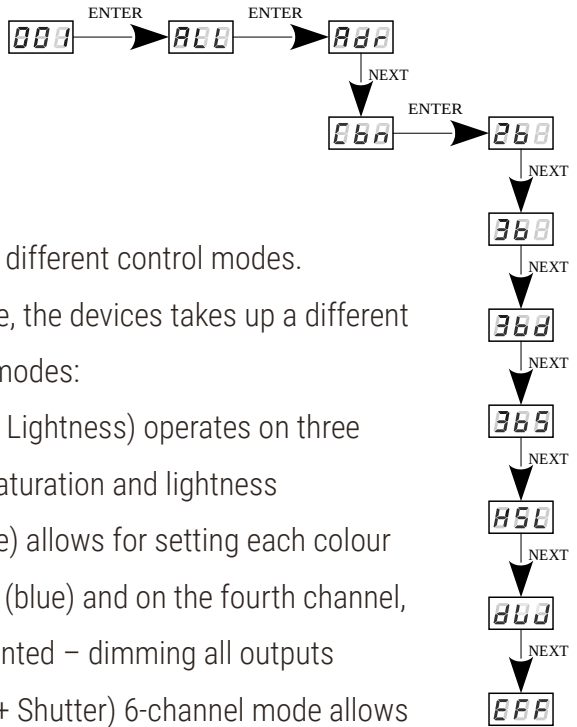 ENTER ENTER
001 ALL Adr
NEXT
ENTER
Cbn 2b
NEXT
3b
different control modes.
NEXT
e, the devices takes up a different
3bd
modes:
NEXT
Lightness) operates on three
3bS
aturation and lightness
NEXT
e) allows for setting each colour
HSL
NEXT
(blue) and on the fourth channel,
dUJ
nted – dimming all outputs
NEXT
+ Shutter) 6-channel mode allows
EFF